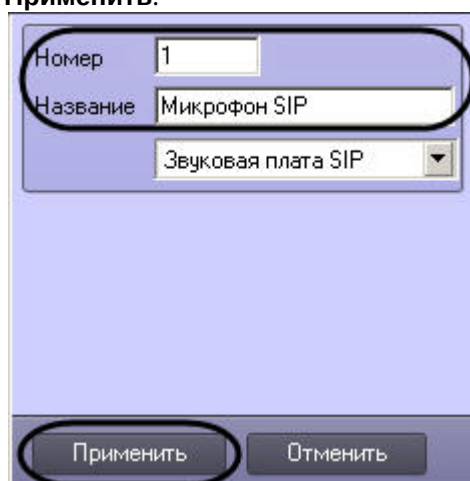 Применить.
Номер 1
Название Микрофон SIP
Звуковая плата SIP
Применить Отменить